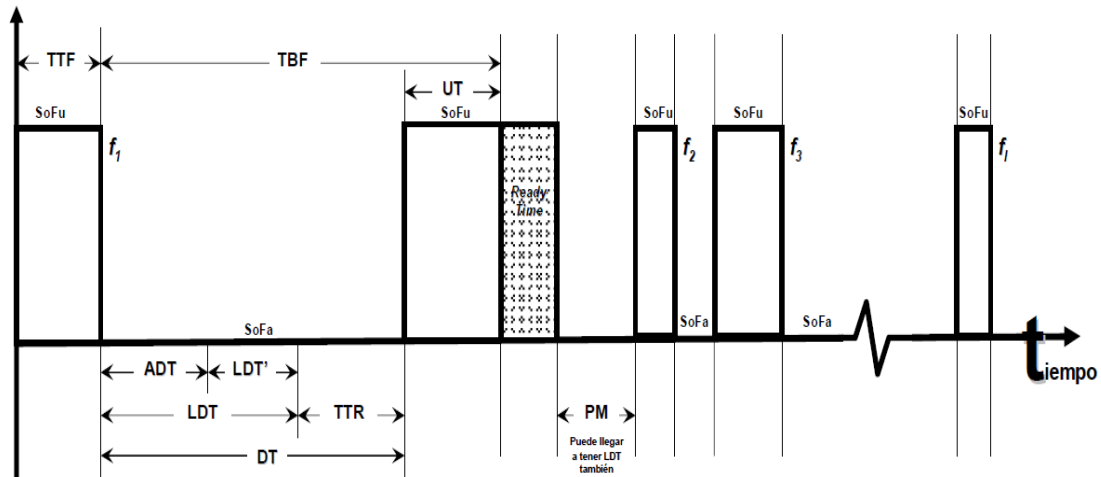 TTF
TBF
UT
SoFu
SoFu
SoFu
SoFu
SoFu
f1
f2
f3
fI
Ready
Time
SoFa
SoFa
SoFa
tiempo
ADT
LDT'
LDT
TTR
PM
DT
Puede llegar
a tener LDT
también